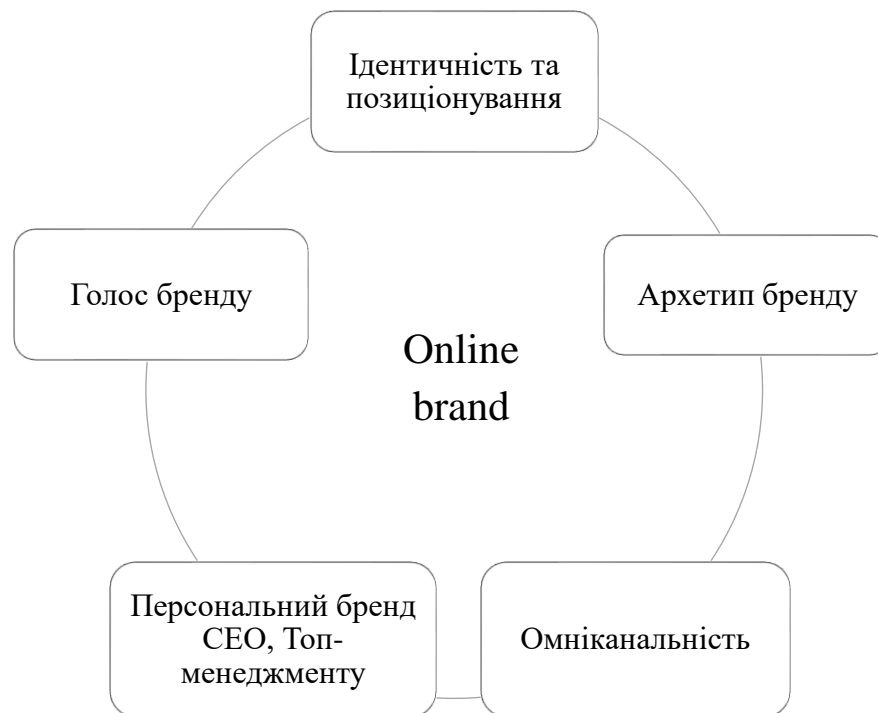 Ідентичність та
позиціонування
Голос бренду
Архетип бренду
Online
brand
Персональний бренд
СЕО, Топ-
менеджменту
Омніканальність